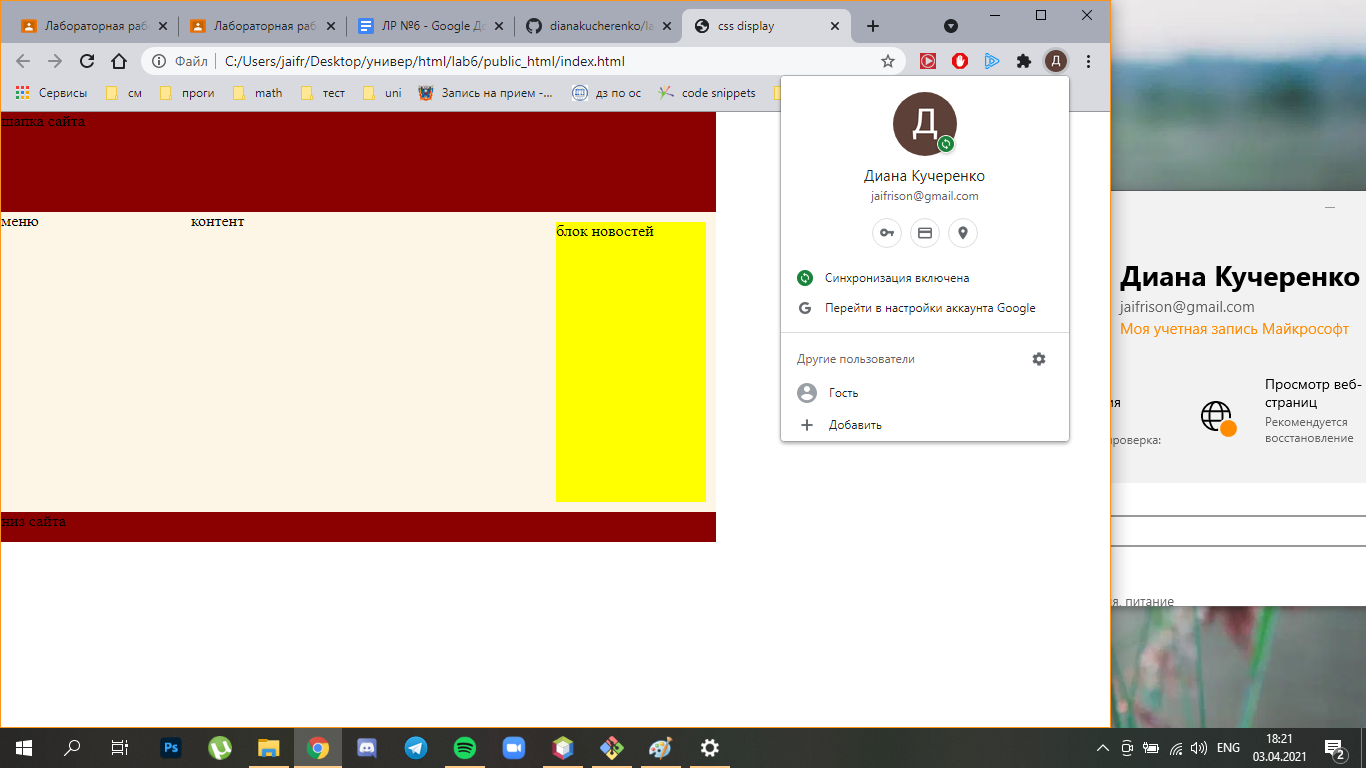 Лабораторная раб
Лабораторная раб
ЛР №6 - Google До
dianakucherenko/la
css display
Файл
C:/Users/jaifr/Desktop/универ/html/lab6/public_html/index.html
Д
Сервисы
см
проги
math
тест
uni
Запись на прием -...
дз по ос
code snippets
шапка сайта
меню
контент
блок новостей
низ сайта
Д
Диана Кучеренко
jaifrison@gmail.com
Синхронизация включена
G
Перейти в настройки аккаунта Google
Другие пользователи
Гость
Добавить
Диана Кучеренко
jaifrison@gmail.com
Моя учетная запись Майкрософт
Просмотр веб-
страниц
Рекомендуется
восстановление
ия
роверка:
я, питание
Ps
ENG
18:21
03.04.2021
2